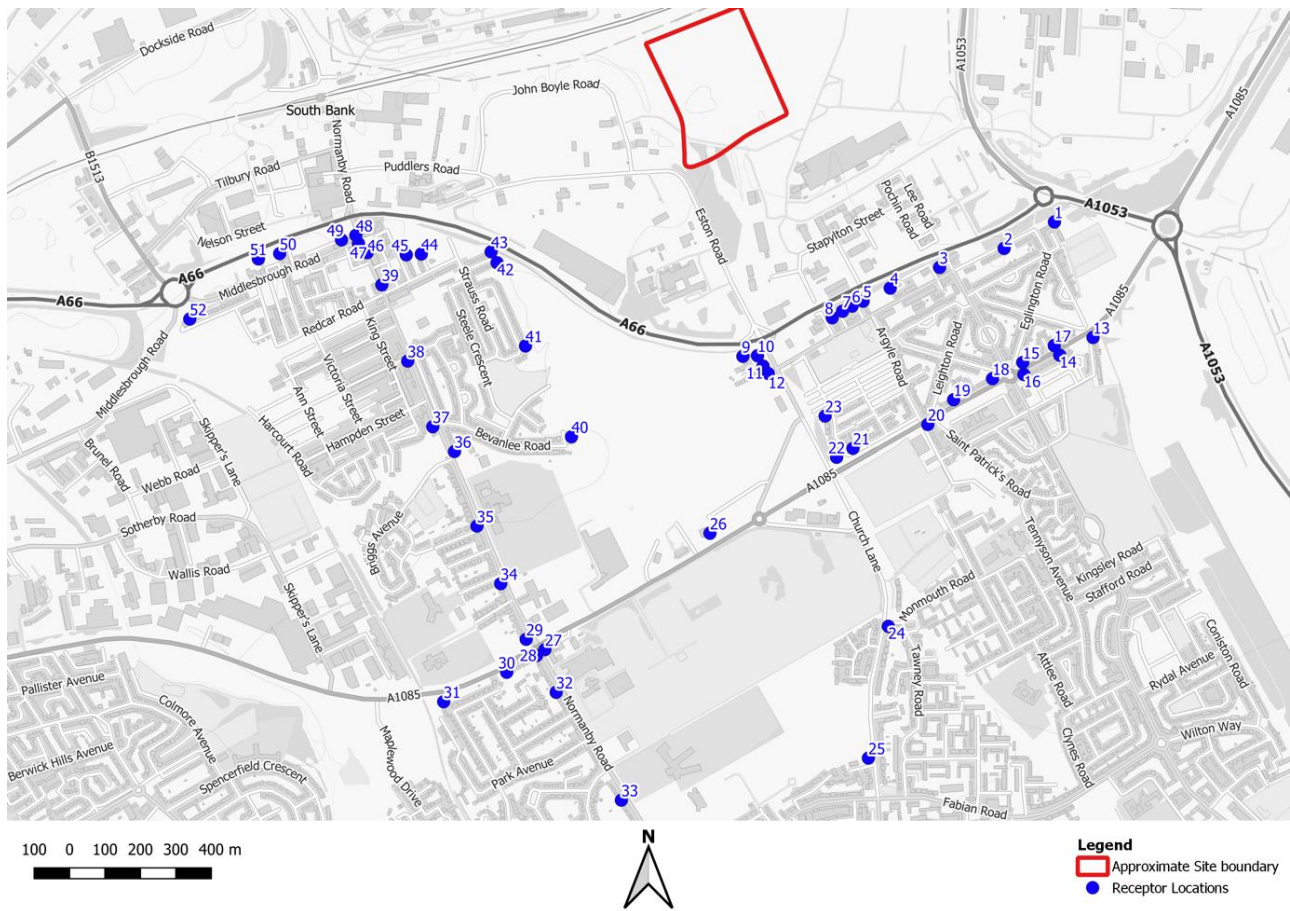 Dockside Road
A1053
A1085
John Boyle Road
South Bank
B1513
Normanby Road
Puddlers Road
Tilbury Road
Lee Road
Pochin Road
A1053
1
Eston Road
Stapylton Street
Nelson Street
49
48
47
46
45
44
43
42
2
51
50
3
A66
Middlesbrough Road
Eglington Road
A1085
39
Strauss Road
4
A66
52
Redcar Road
Steele Crescent
A66
8
7
6
5
Argyle Road
A1053
King Street
41
9
10
17
13
Middlesbrough Road
Victoria Street
38
11
12
Leighton Road
15
14
18
16
Ann Street
19
Skipper's Lane
Harcourt Road
Hampden Street
37
23
20
Brunel Road
Bevanlee Road
40
36
22
21
Saint Patrick's Road
Webb Road
A1085
Sotherby Road
Briggs Avenue
35
26
Church Lane
Tennyson Avenue
Wallis Road
Skipper's Lane
34
Monmouth Road
Kingsley Road
Stafford Road
29
27
28
24
Coniston Road
30
Tawney Road
Attlee Road
Pallister Avenue
Colmore Avenue
A1085
31
32
Rydal Avenue
Normanby Road
Wilton Way
Berwick Hills Avenue
Spencerfield Crescent
Maplewood Drive
Park Avenue
25
Clynes Road
33
Fabian Road
100 0 100 200 300 400 m
N
Legend
Approximate Site boundary
Receptor Locations